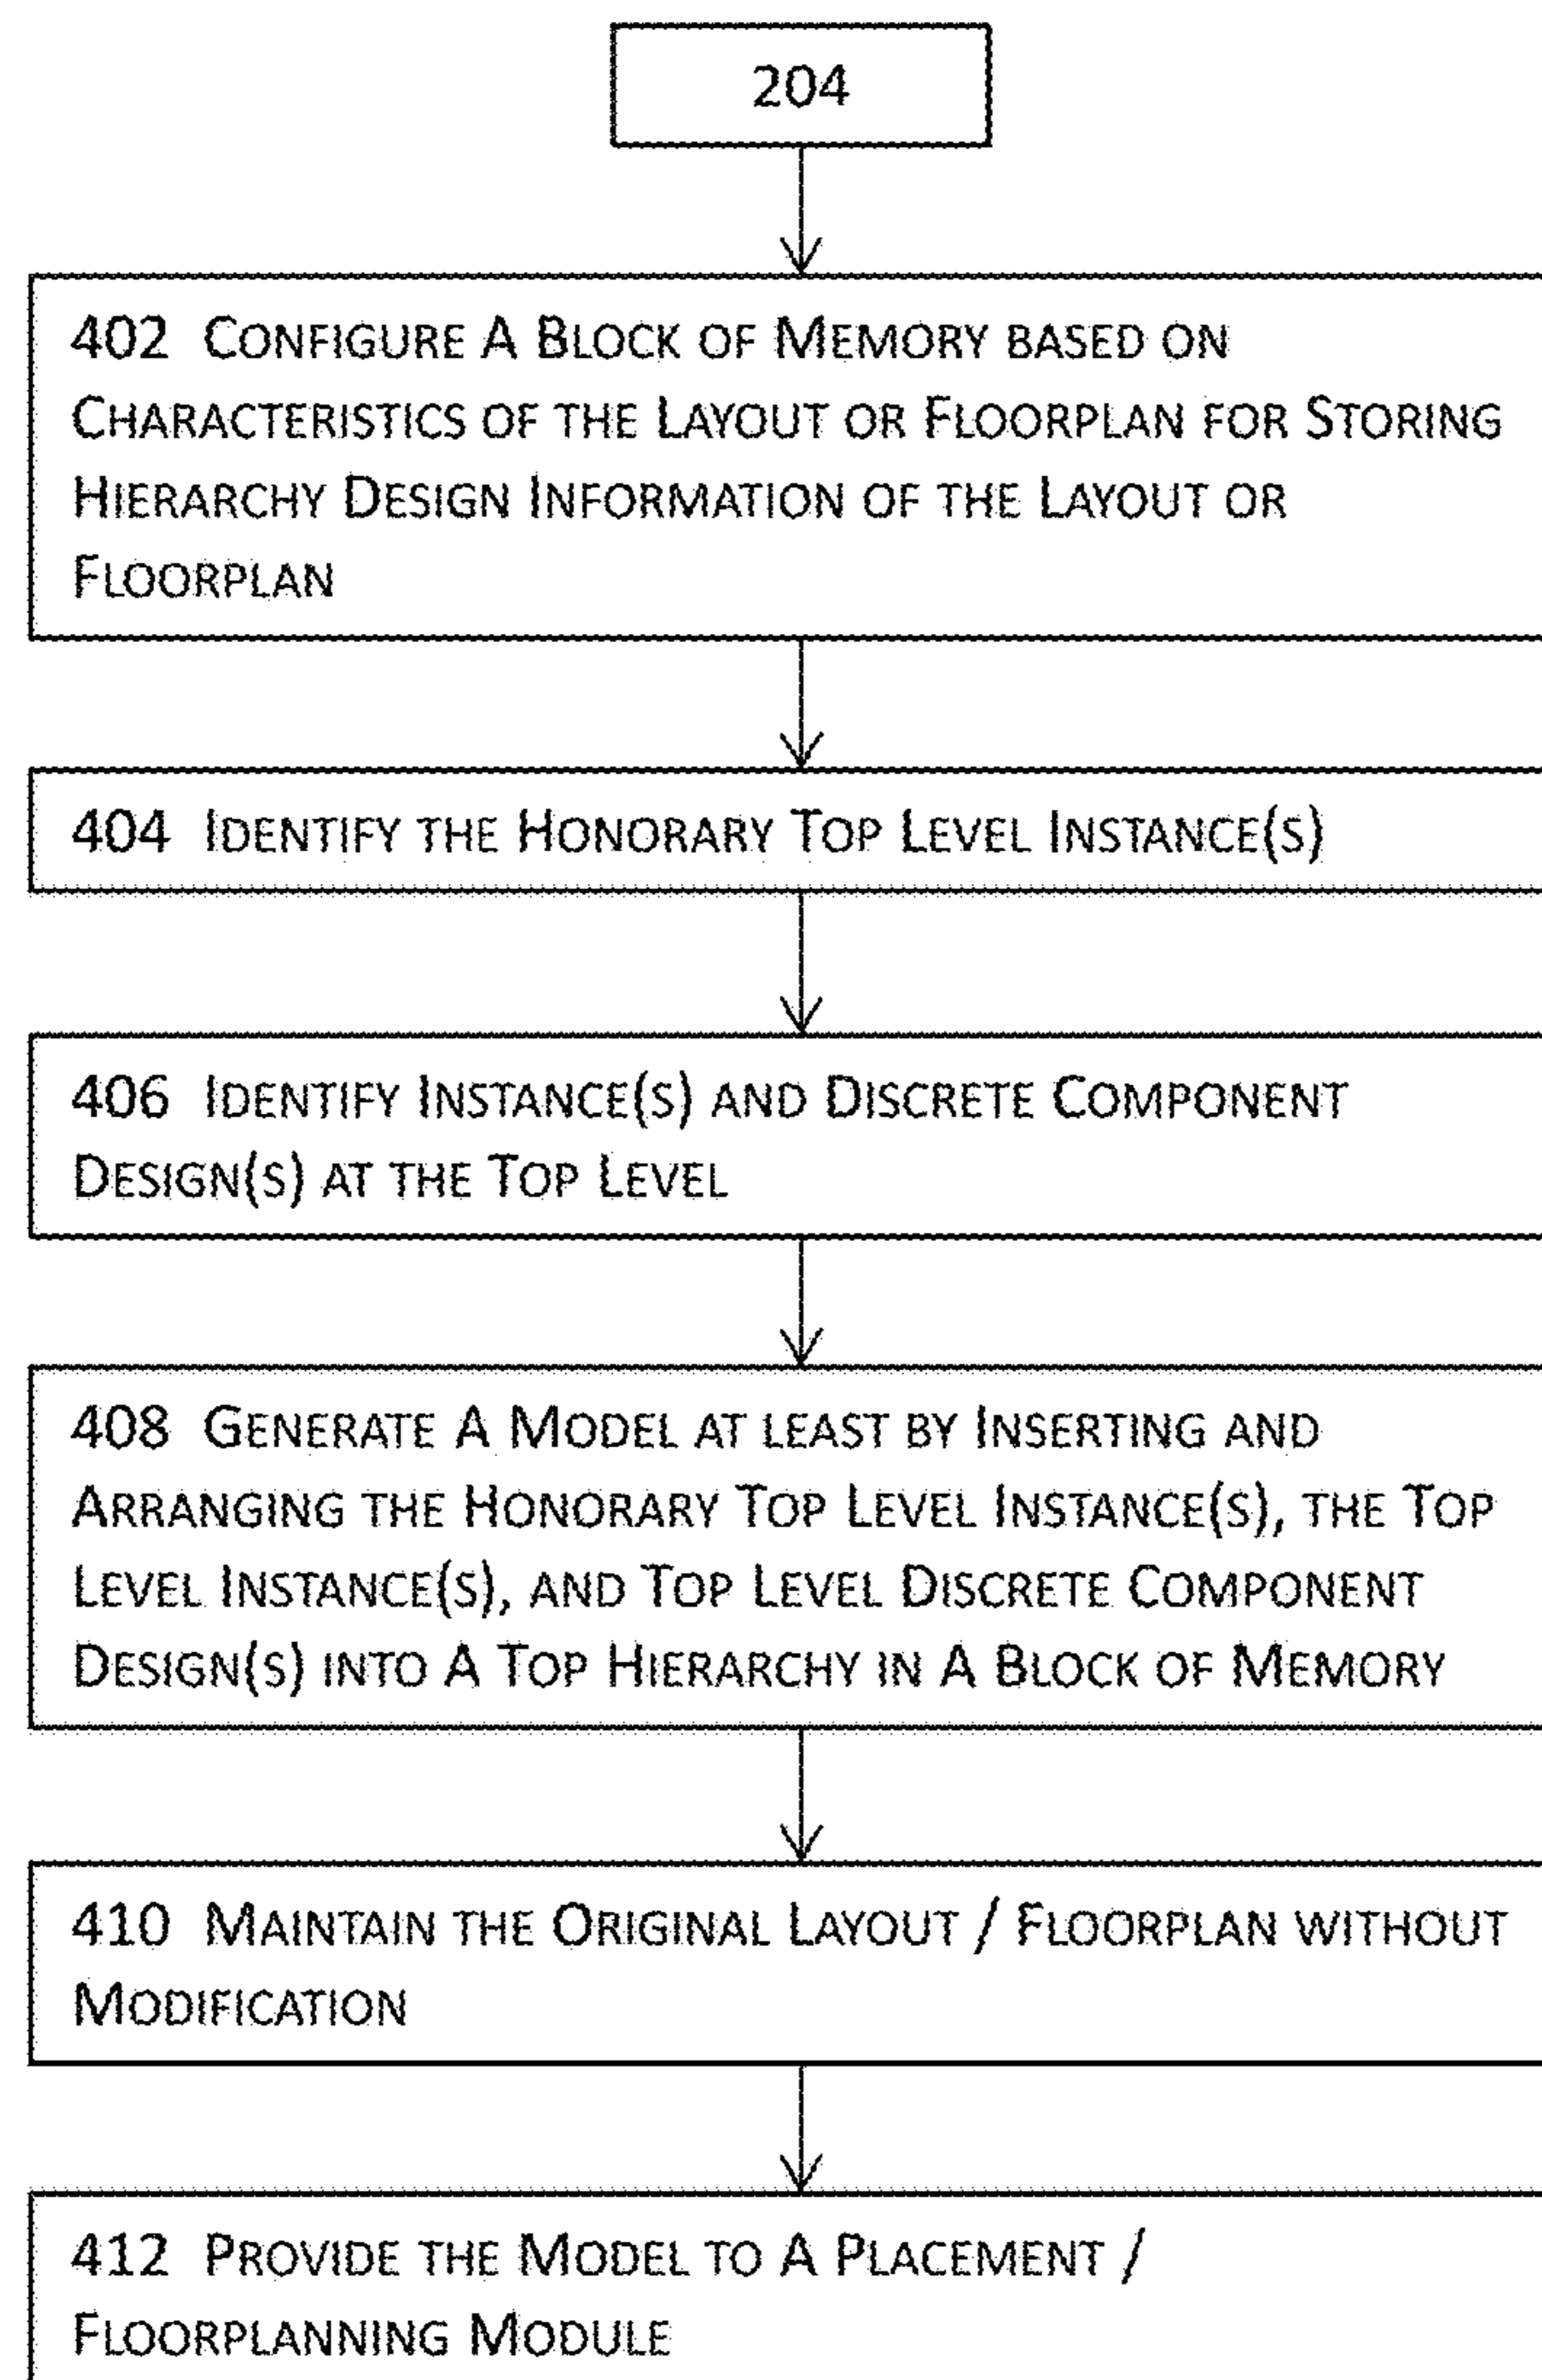 204
402 Configure A Block of Memory based on
Characteristics of the Layout or Floorplan for Storing
Hierarchy Design Information of the Layout or
Floorplan
404 Identify the Honorary Top Level Instance(s)
406 Identify Instance(s) and Discrete Component
Design(s) at the Top Level
408 Generate A Model at least by Inserting and
Arranging the Honorary Top Level Instance(s), the Top
Level Instance(s), and Top Level Discrete Component
Design(s) into A Top Hierarchy in A Block of Memory
410 Maintain the Original Layout / Floorplan without
Modification
412 Provide the Model to A Placement /
Floorplanning Module